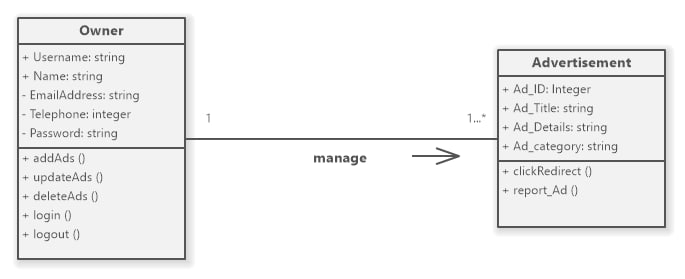 Owner
+ Username: string
+ Name: string
- EmailAddress: string
- Telephone: integer
- Password: string
+ addAds ()
+ updateAds ()
+ deleteAds ()
+ login ()
+ logout ()
1
1...*
manage
Advertisement
+ Ad_ID: Integer
+ Ad_Title: string
+ Ad_Details: string
+ Ad_category: string
+ clickRedirect ()
+ report_Ad ()